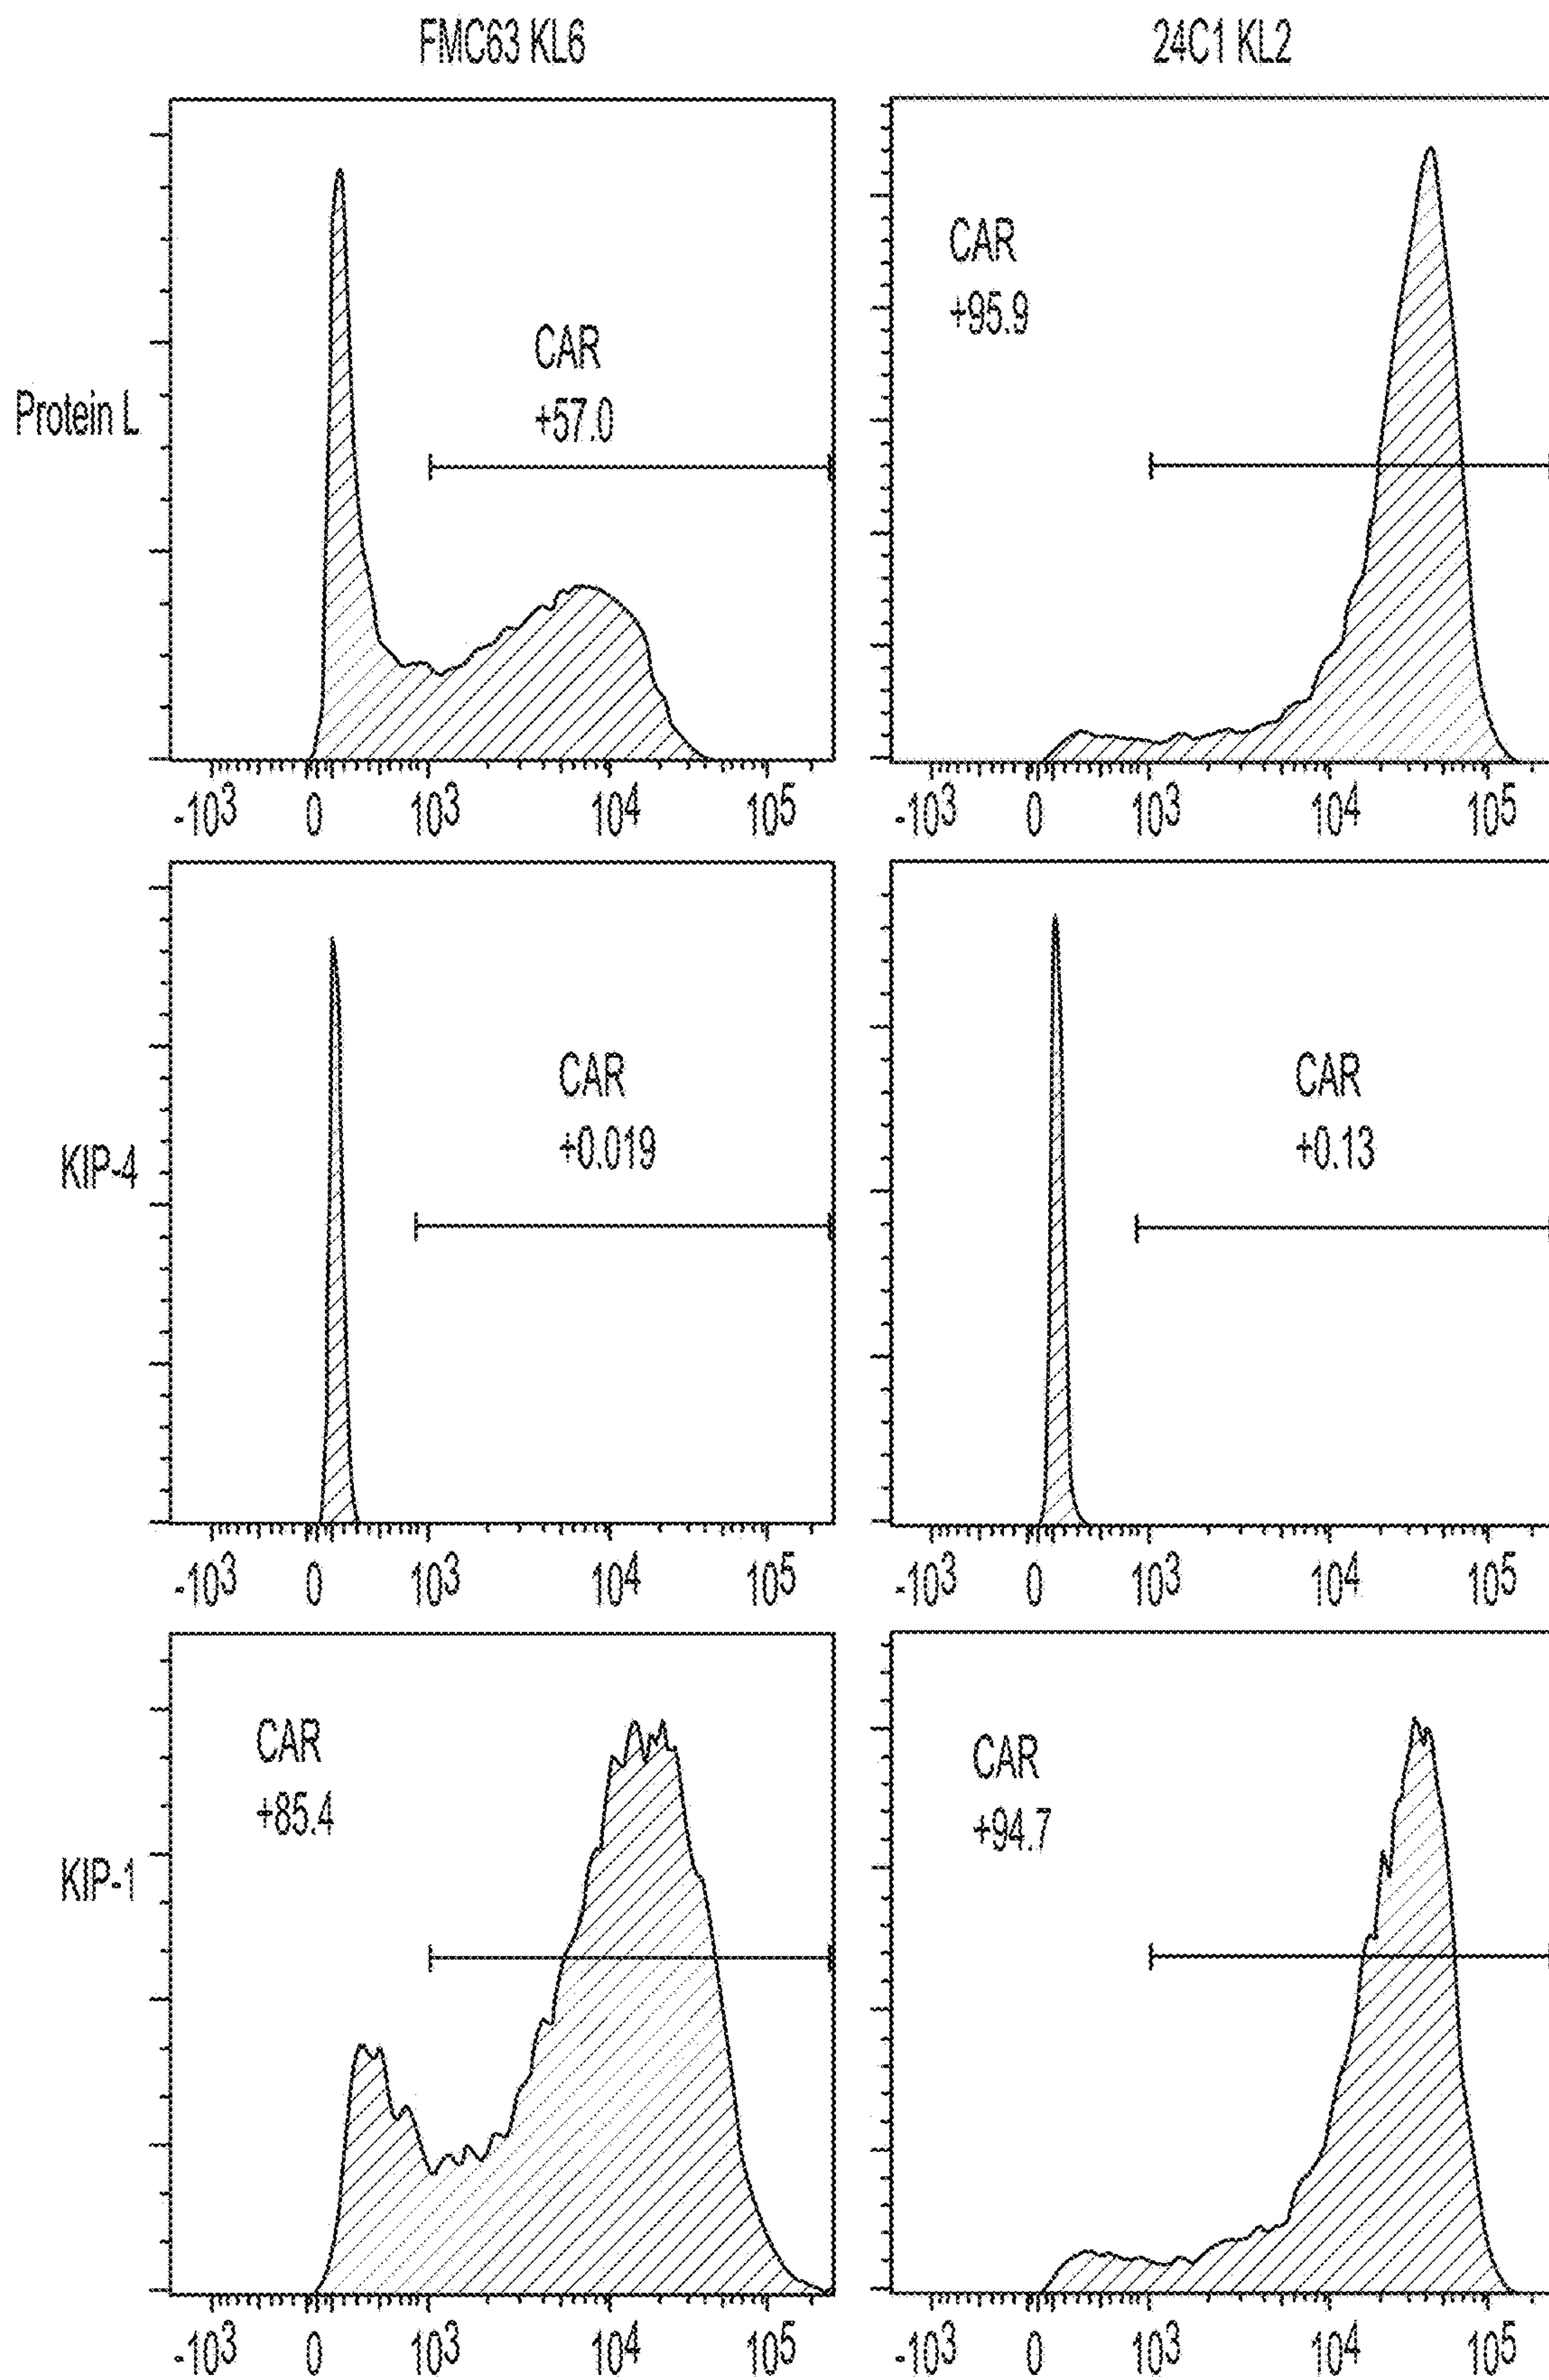 FMC63 KL6
24C1 KL2
Protein L
CAR
+57.0
-10³ 0 10³ 10⁴ 10⁵
CAR
+95.9
-10³ 0 10³ 10⁴ 10⁵
KIP-4
CAR
+0.019
-10³ 0 10³ 10⁴ 10⁵
CAR
+0.13
-10³ 0 10³ 10⁴ 10⁵
KIP-1
CAR
+85.4
-10³ 0 10³ 10⁴ 10⁵
CAR
+94.7
-10³ 0 10³ 10⁴ 10⁵